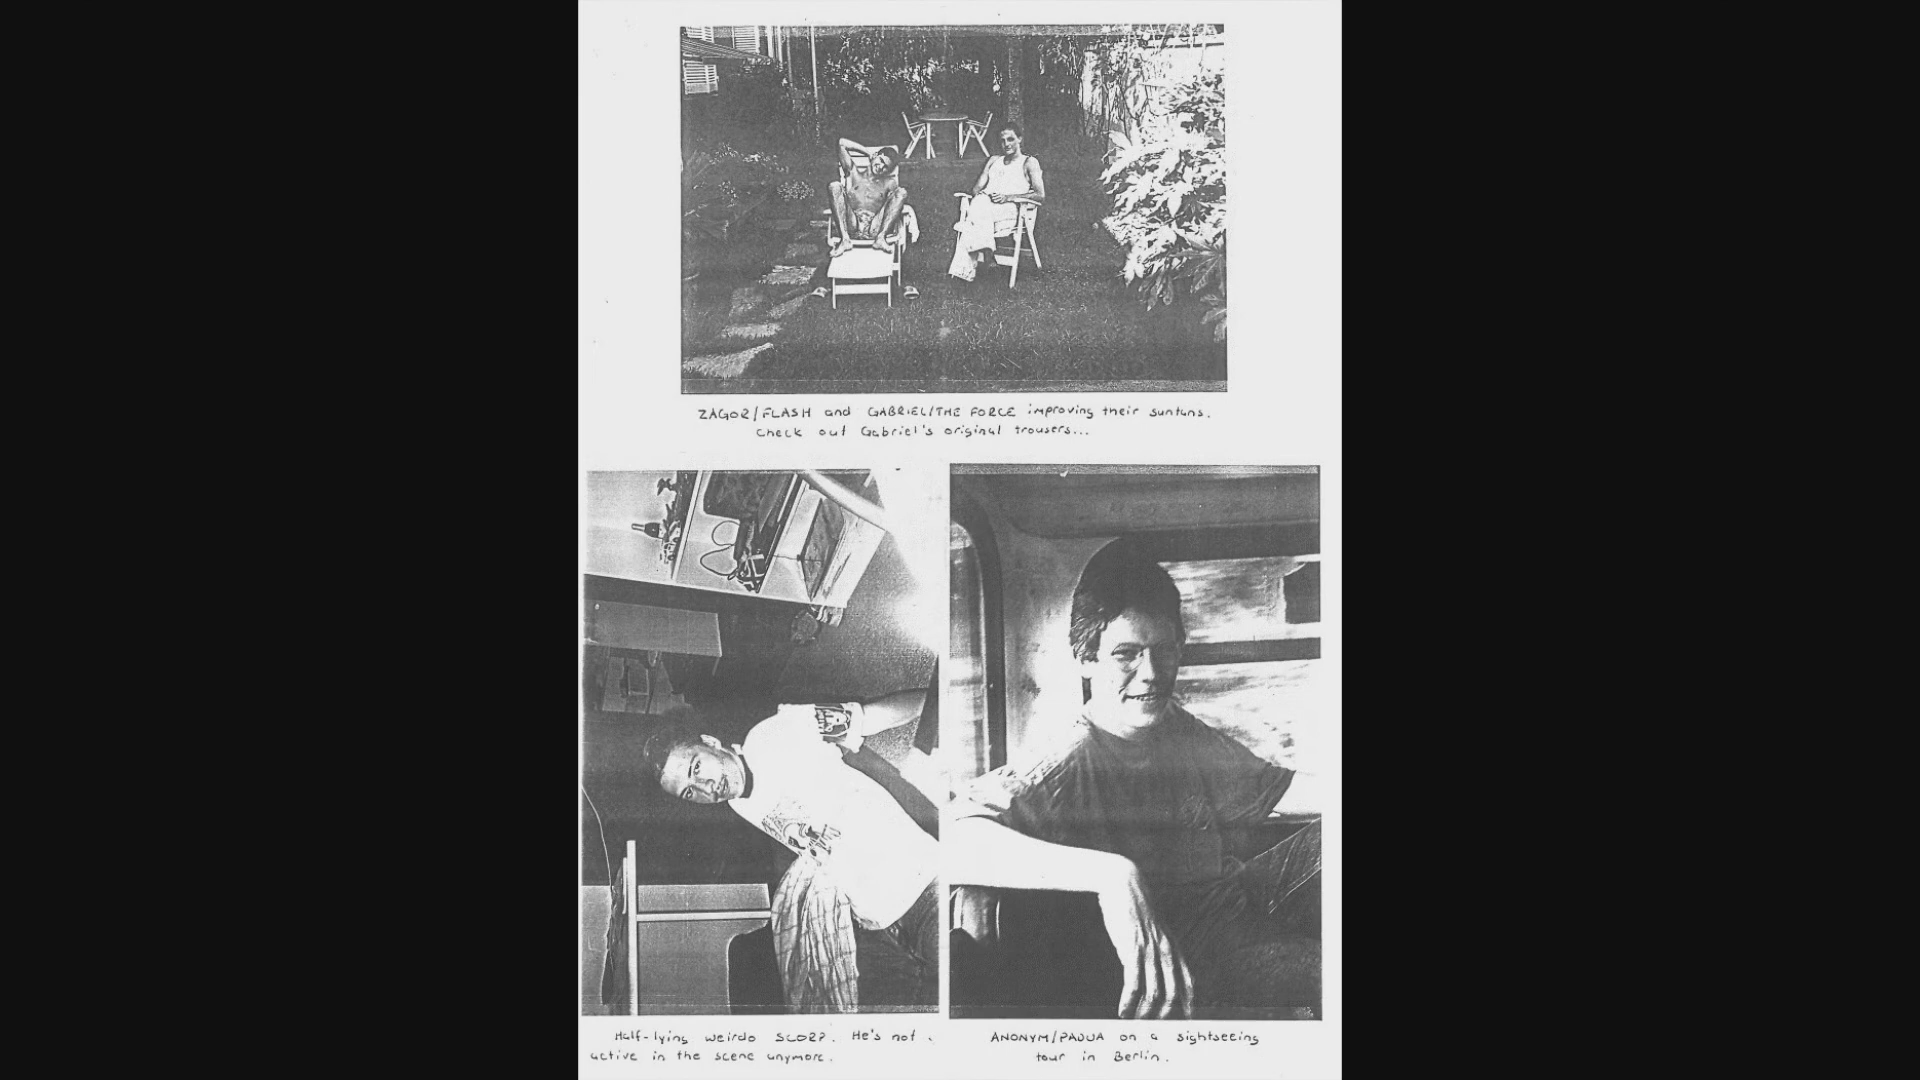 ZAGOR/FLASH and GABRIEL/THE FORCE improving their suntans.
Check out Gabriel's original trousers...
Half-lying weirdo SCORP. He's not
active in the scene anymore.
ANONYM/PADUA on a sightseeing
tour in Berlin.